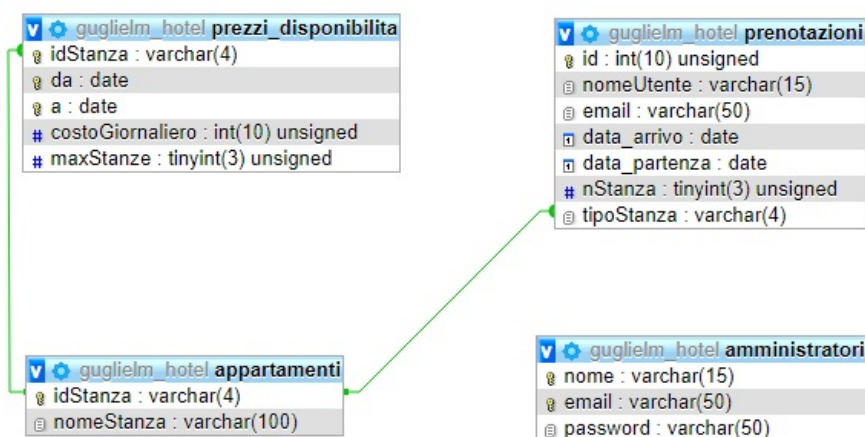 guglielm_hotel prezzi_disponibilita
idStanza : varchar(4)
da : date
a : date
costoGiornaliero : int(10) unsigned
maxStanze : tinyint(3) unsigned
guglielm_hotel prenotazioni
id : int(10) unsigned
nomeUtente : varchar(15)
email : varchar(50)
data_arrivo : date
data_partenza : date
nStanza : tinyint(3) unsigned
tipoStanza : varchar(4)
guglielm_hotel appartamenti
idStanza : varchar(4)
nomeStanza : varchar(100)
guglielm_hotel amministratori
nome : varchar(15)
email : varchar(50)
password : varchar(50)